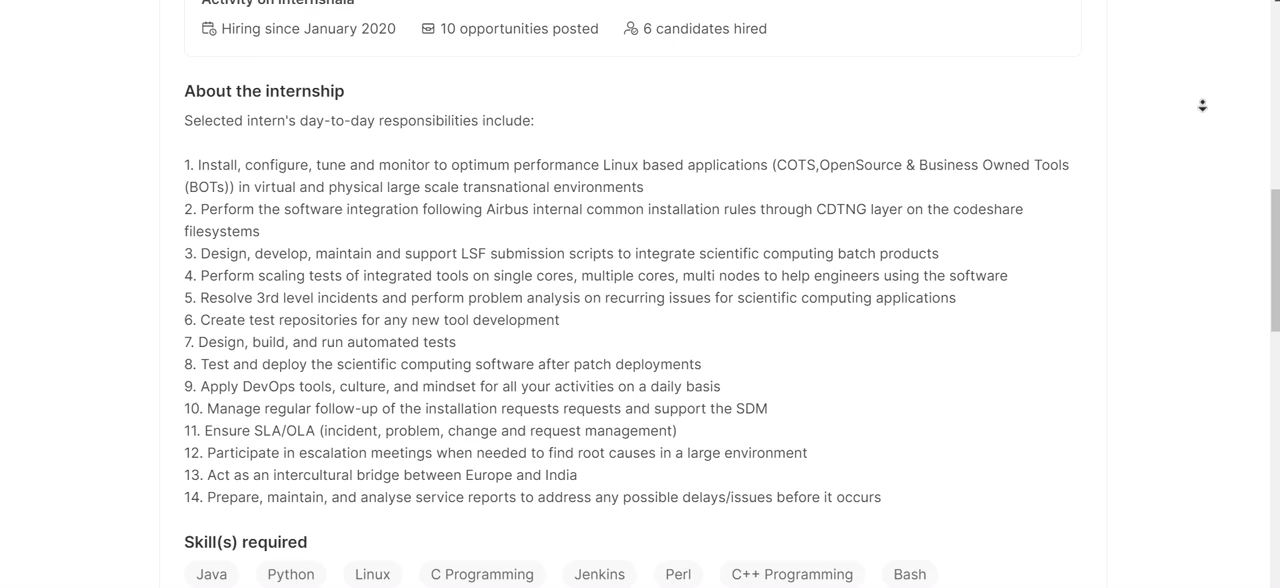 Activity on Internshala
Hiring since January 2020 10 opportunities posted 6 candidates hired
About the internship
Selected intern's day-to-day responsibilities include:
1. Install, configure, tune and monitor to optimum performance Linux based applications (COTS,OpenSource & Business Owned Tools
(BOTs)) in virtual and physical large scale transnational environments
2. Perform the software integration following Airbus internal common installation rules through CDTNG layer on the codeshare
filesystems
3. Design, develop, maintain and support LSF submission scripts to integrate scientific computing batch products
4. Perform scaling tests of integrated tools on single cores, multiple cores, multi nodes to help engineers using the software
5. Resolve 3rd level incidents and perform problem analysis on recurring issues for scientific computing applications
6. Create test repositories for any new tool development
7. Design, build, and run automated tests
8. Test and deploy the scientific computing software after patch deployments
9. Apply DevOps tools, culture, and mindset for all your activities on a daily basis
10. Manage regular follow-up of the installation requests requests and support the SDM
11. Ensure SLA/OLA (incident, problem, change and request management)
12. Participate in escalation meetings when needed to find root causes in a large environment
13. Act as an intercultural bridge between Europe and India
14. Prepare, maintain, and analyse service reports to address any possible delays/issues before it occurs
Skill(s) required
Java Python Linux C Programming Jenkins Perl C++ Programming Bash